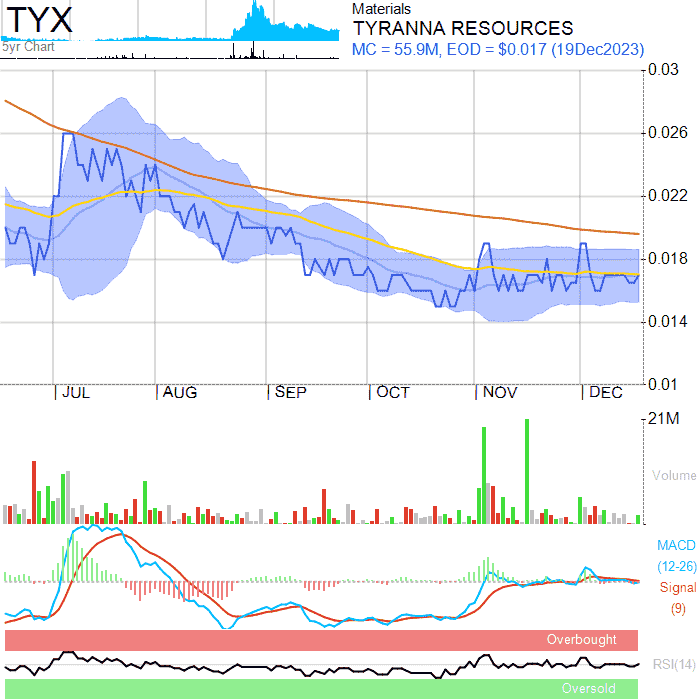 TYX
5yr Chart
Materials
TYRANNA RESOURCES
MC = 55.9M, EOD = $0.017 (19Dec2023)
0.03
0.026
0.022
0.018
0.014
0.01
JUL AUG SEP OCT NOV DEC
21M
Volume
MACD
(12-26)
Signal
(9)
Overbought
RSI(14)
Oversold